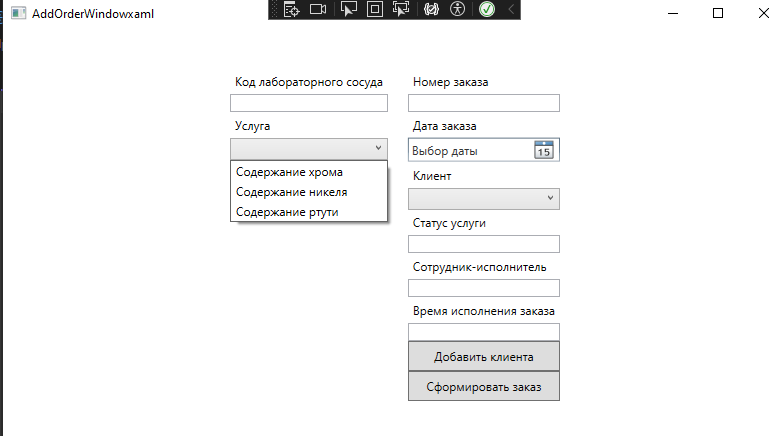 AddOrderWindowxaml
Код лабораторного сосуда
Услуга
Содержание хрома
Содержание никеля
Содержание ртути
Номер заказа
Дата заказа
Выбор даты
15
Клиент
Статус услуги
Сотрудник-исполнитель
Время исполнения заказа
Добавить клиента
Сформировать заказ